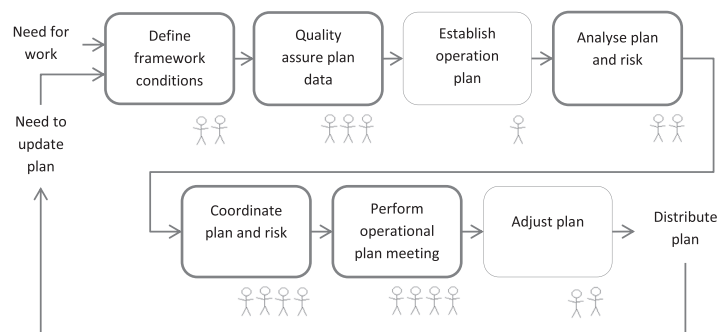 Need for
work
Define
framework
conditions
Quality
assure plan
data
Establish
operation
plan
Analyse plan
and risk
Need to
update
plan
Coordinate
plan and risk
Perform
operational
plan meeting
Adjust plan
Distribute
plan